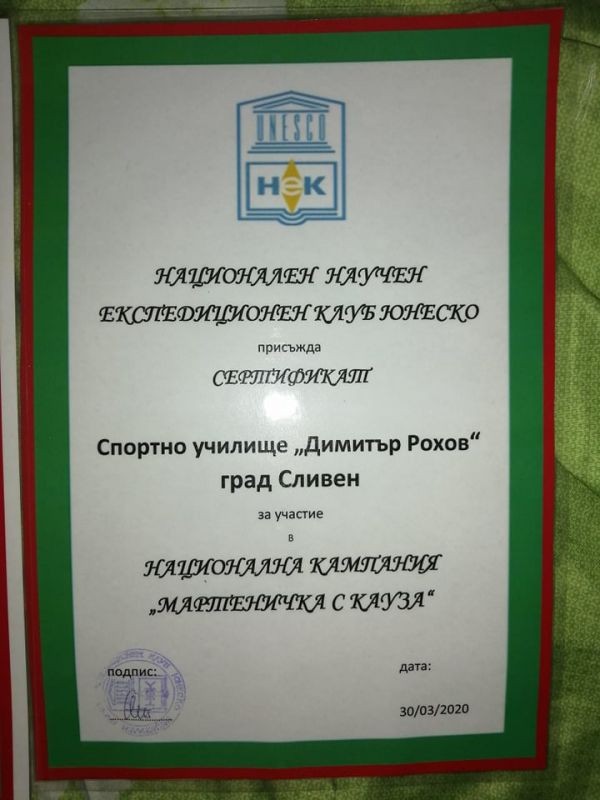 UNESCO
НЕК
НАЦИОНАЛЕН НАУЧЕН
ЕКСПЕДИЦИОНЕН КЛУБ ЮНЕСКО
присъжда
СЕРТИФИКАТ
Спортно училище „Димитър Рохов“
град Сливен
за участие
в
НАЦИОНАЛНА КАМПАНИЯ
„МАРТЕНИЧКА С КАУЗА“
подпис:
дата:
30/03/2020